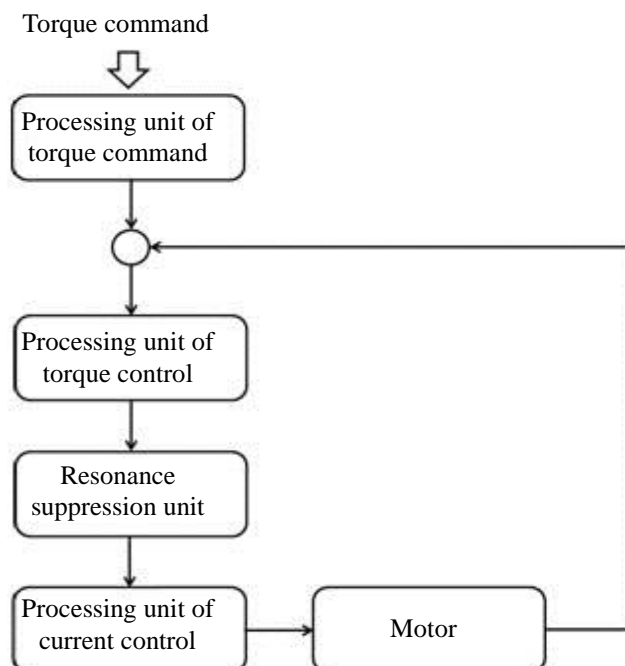 Torque command
Processing unit of
torque command
Processing unit of
torque control
Resonance
suppression unit
Processing unit of
current control
Motor